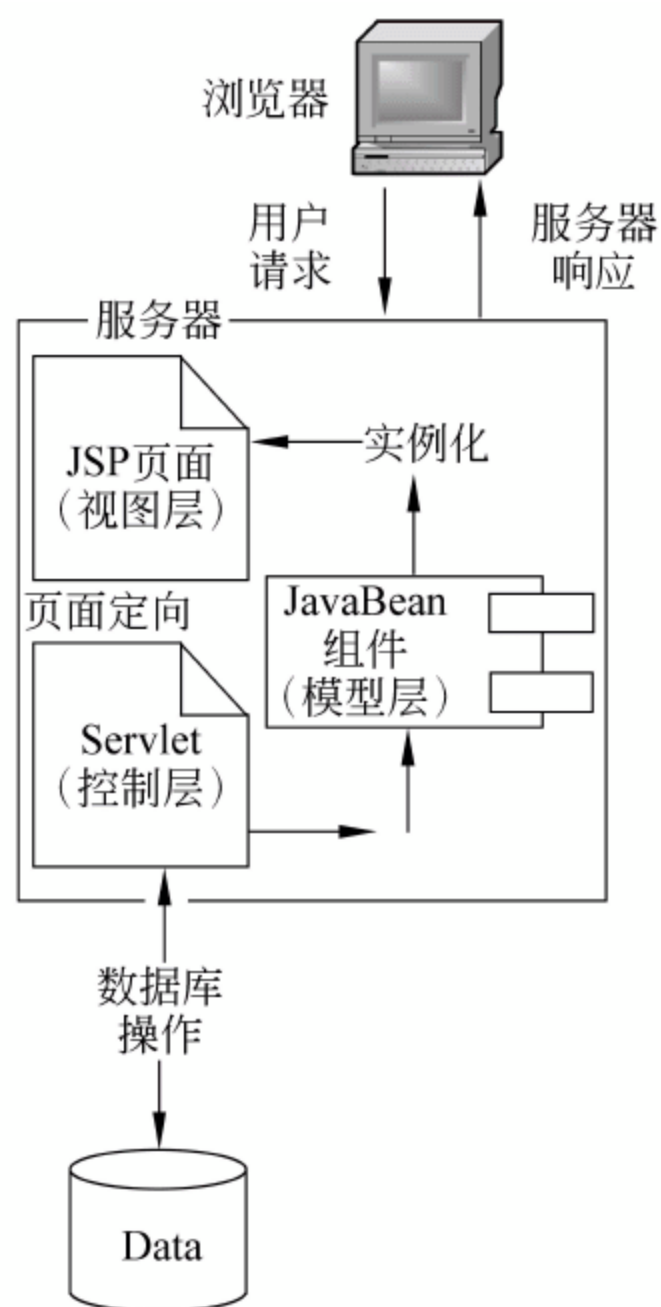 浏览器
用户
请求
服务器
响应
服务器
JSP页面
（视图层）
实例化
JavaBean
组件
（模型层）
页面定向
Servlet
（控制层）
数据库
操作
Data